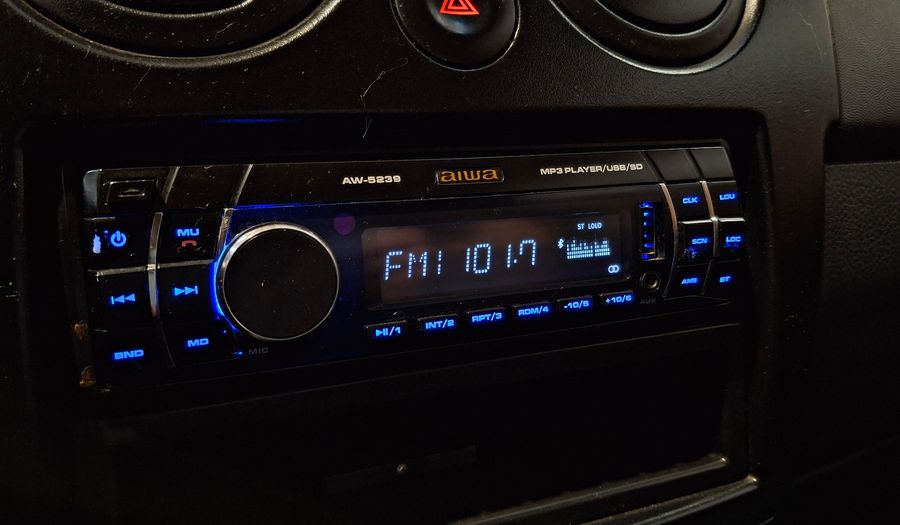 AW-5239 aiwa MP3 PLAYER/USB/SD
MU
BND
MD
MIC
FM1 101.7
ST LOUD
▶II/1 INT/2 RPT/3 RDM/4 -10/5 +10/6
AUX
CLK LOU
SCN LOC
AMS BT